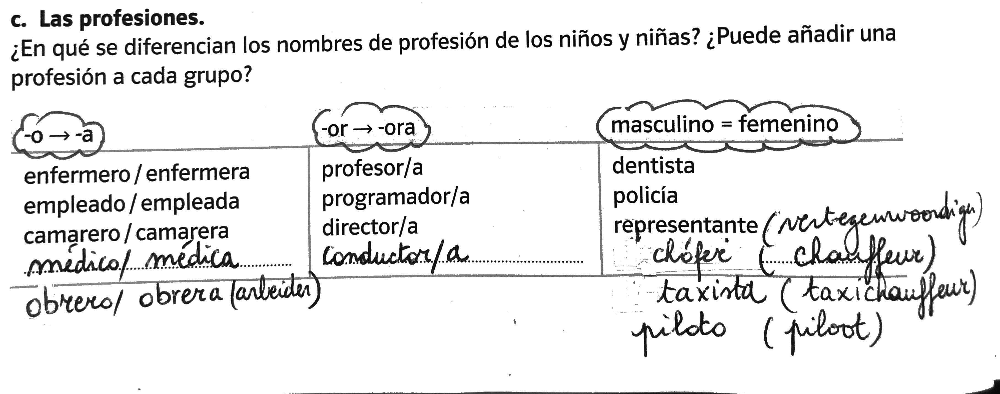 c. Las profesiones.
¿En qué se diferencian los nombres de profesión de los niños y niñas? ¿Puede añadir una
profesión a cada grupo?
-o → -a
-or → -ora
masculino = femenino
enfermero / enfermera
empleado / empleada
camarero / camarera
médico/ médica
obrero/ obrera (arbeider)
profesor/a
programador/a
director/a
conductor/a
dentista
policía
representante (vertegenwoordiger)
chófer (chauffeur)
taxista (taxichauffeur)
piloto (piloot)